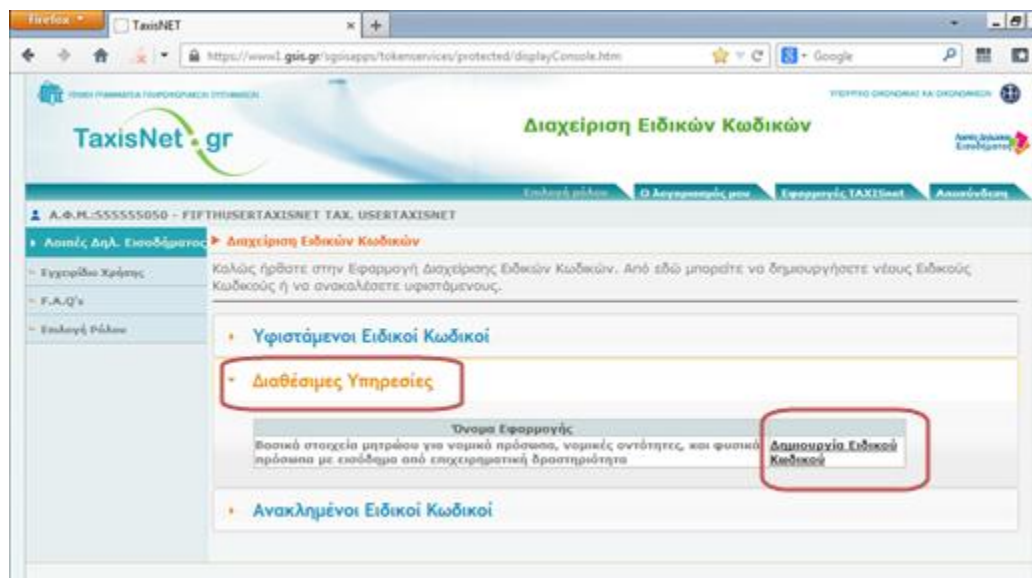 Firefox
TaxisNET
https://www1.gsis.gr/sgsisapps/tokenservices/protected/displayConsole.htm
Google
TaxisNet.gr
Διαχείριση Ειδικών Κωδικών
Επιλογή ρόλου
Ο λογαριασμός μου
Εφαρμογές TAXISnet
Αποσύνδεση
Α.Φ.Μ.:555555050 - FIFTHUSERTAXISNET TAX. USERTAXISNET
Λοιπές Δηλ. Εισοδήματος
Διαχείριση Ειδικών Κωδικών
Εγχειρίδιο Χρήσης
F.A.Q's
Επιλογή Ρόλου
Καλώς ήρθατε στην Εφαρμογή Διαχείρισης Ειδικών Κωδικών. Από εδώ μπορείτε να δημιουργήσετε νέους Ειδικούς
Κωδικούς ή να ανακαλέσετε υφιστάμενους.
Υφιστάμενοι Ειδικοί Κωδικοί
Διαθέσιμες Υπηρεσίες
Όνομα Εφαρμογής
Βασικά στοιχεία μητρώου για νομικά πρόσωπα, νομικές οντότητες, και φυσικά
πρόσωπα με εισόδημα από επιχειρηματική δραστηριότητα
Δημιουργία Ειδικού
Κωδικού
Ανακλημένοι Ειδικοί Κωδικοί